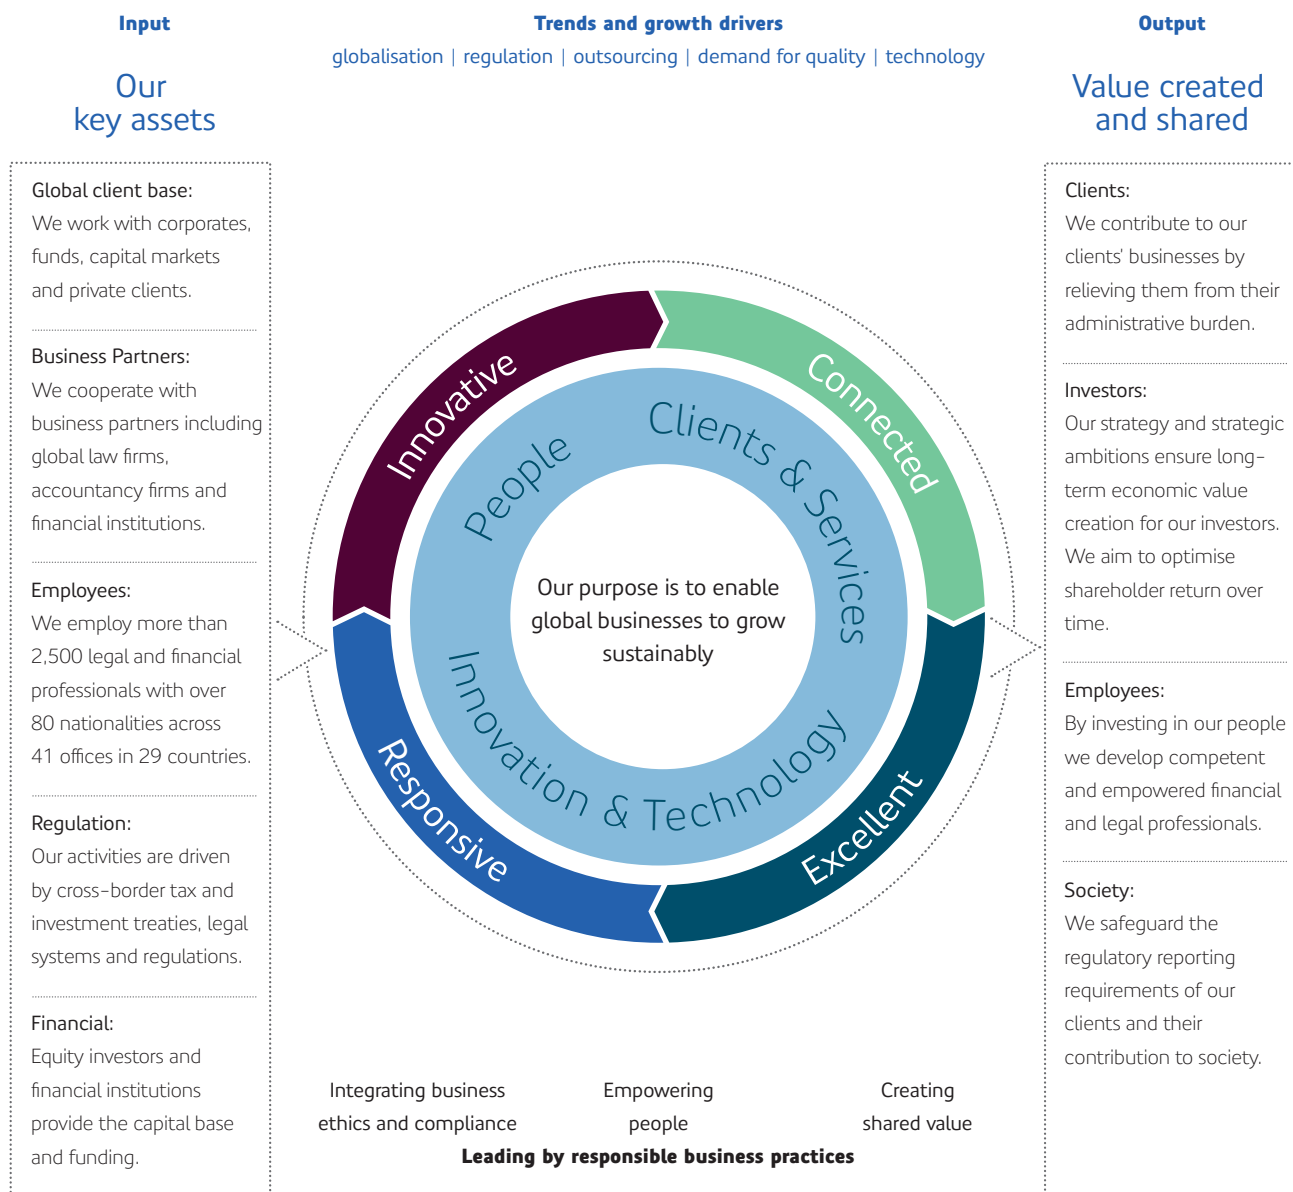 Input
Our
key assets
Global client base:
We work with corporates,
funds, capital markets
and private clients.
Business Partners:
We cooperate with
business partners including
global law firms,
accountancy firms and
financial institutions.
Employees:
We employ more than
2,500 legal and financial
professionals with over
80 nationalities across
41 offices in 29 countries.
Regulation:
Our activities are driven
by cross-border tax and
investment treaties, legal
systems and regulations.
Financial:
Equity investors and
financial institutions
provide the capital base
and funding.
Trends and growth drivers
globalisation | regulation | outsourcing | demand for quality | technology
Innovative
Connected
Excellent
Responsive
People
Clients & Services
Innovation & Technology
Our purpose is to enable
global businesses to grow
sustainably
Integrating business
ethics and compliance
Empowering
people
Creating
shared value
Leading by responsible business practices
Output
Value created
and shared
Clients:
We contribute to our
clients' businesses by
relieving them from their
administrative burden.
Investors:
Our strategy and strategic
ambitions ensure long-
term economic value
creation for our investors.
We aim to optimise
shareholder return over
time.
Employees:
By investing in our people
we develop competent
and empowered financial
and legal professionals.
Society:
We safeguard the
regulatory reporting
requirements of our
clients and their
contribution to society.